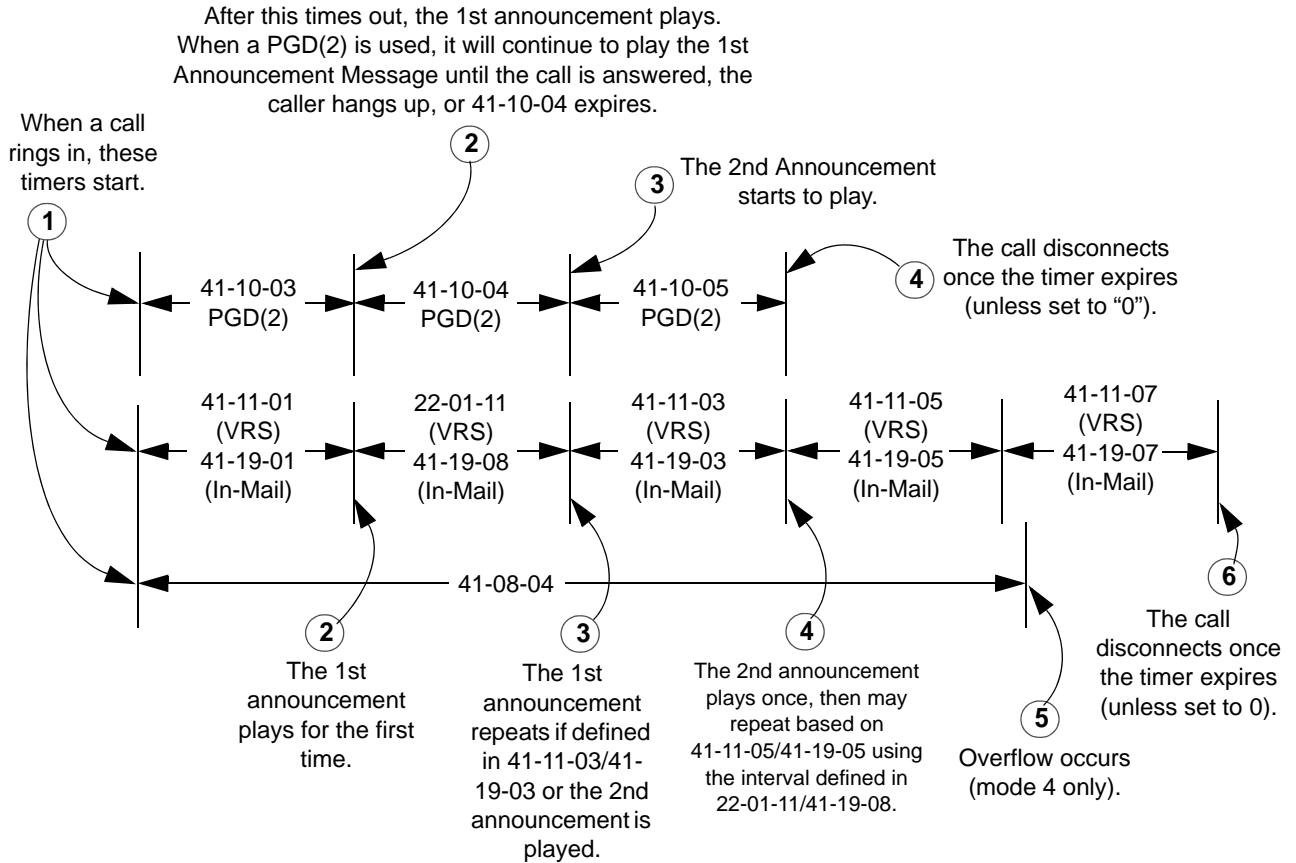 After this times out, the 1st announcement plays.
When a PGD(2) is used, it will continue to play the 1st
Announcement Message until the call is answered, the
caller hangs up, or 41-10-04 expires.
When a call
rings in, these
timers start.
1
2
3
The 2nd Announcement
starts to play.
4
The call disconnects
once the timer expires
(unless set to “0”).
41-10-03
PGD(2)
41-10-04
PGD(2)
41-10-05
PGD(2)
41-11-01
(VRS)
41-19-01
(In-Mail)
22-01-11
(VRS)
41-19-08
(In-Mail)
41-11-03
(VRS)
41-19-03
(In-Mail)
41-11-05
(VRS)
41-19-05
(In-Mail)
41-11-07
(VRS)
41-19-07
(In-Mail)
41-08-04
2
The 1st
announcement
plays for the first
time.
3
The 1st
announcement
repeats if defined
in 41-11-03/41-
19-03 or the 2nd
announcement is
played.
4
The 2nd announcement
plays once, then may
repeat based on
41-11-05/41-19-05 using
the interval defined in
22-01-11/41-19-08.
5
Overflow occurs
(mode 4 only).
6
The call
disconnects once
the timer expires
(unless set to 0).